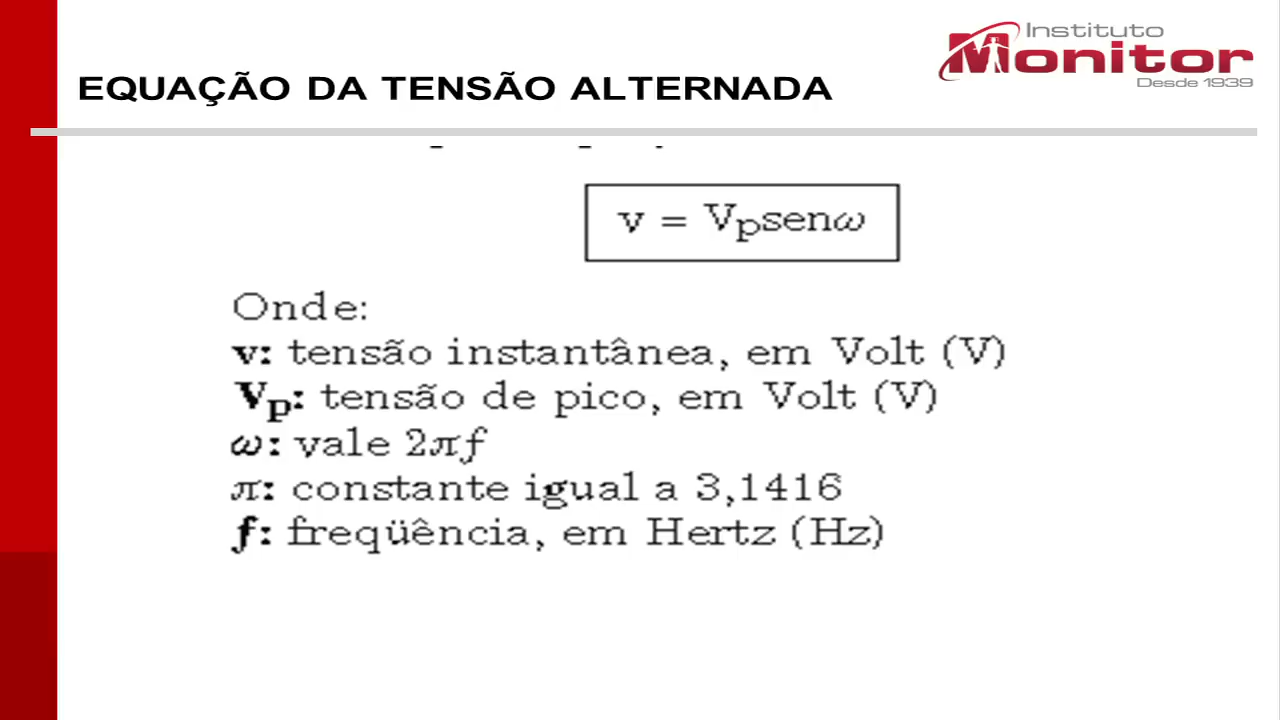 Instituto
Monitor
Desde 1939
EQUAÇÃO DA TENSÃO ALTERNADA
v = Vpsenω
Onde:
v: tensão instantânea, em Volt (V)
Vp: tensão de pico, em Volt (V)
ω: vale 2πf
π: constante igual a 3,1416
f: freqüência, em Hertz (Hz)